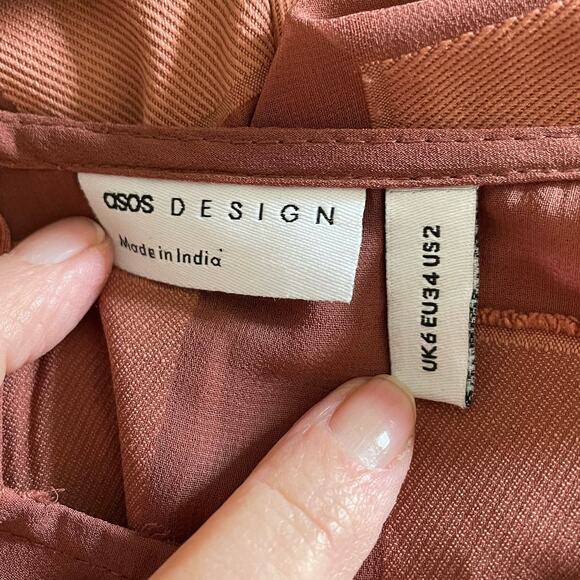 asos DESIGN
Made in India
UK6 EU34 US2